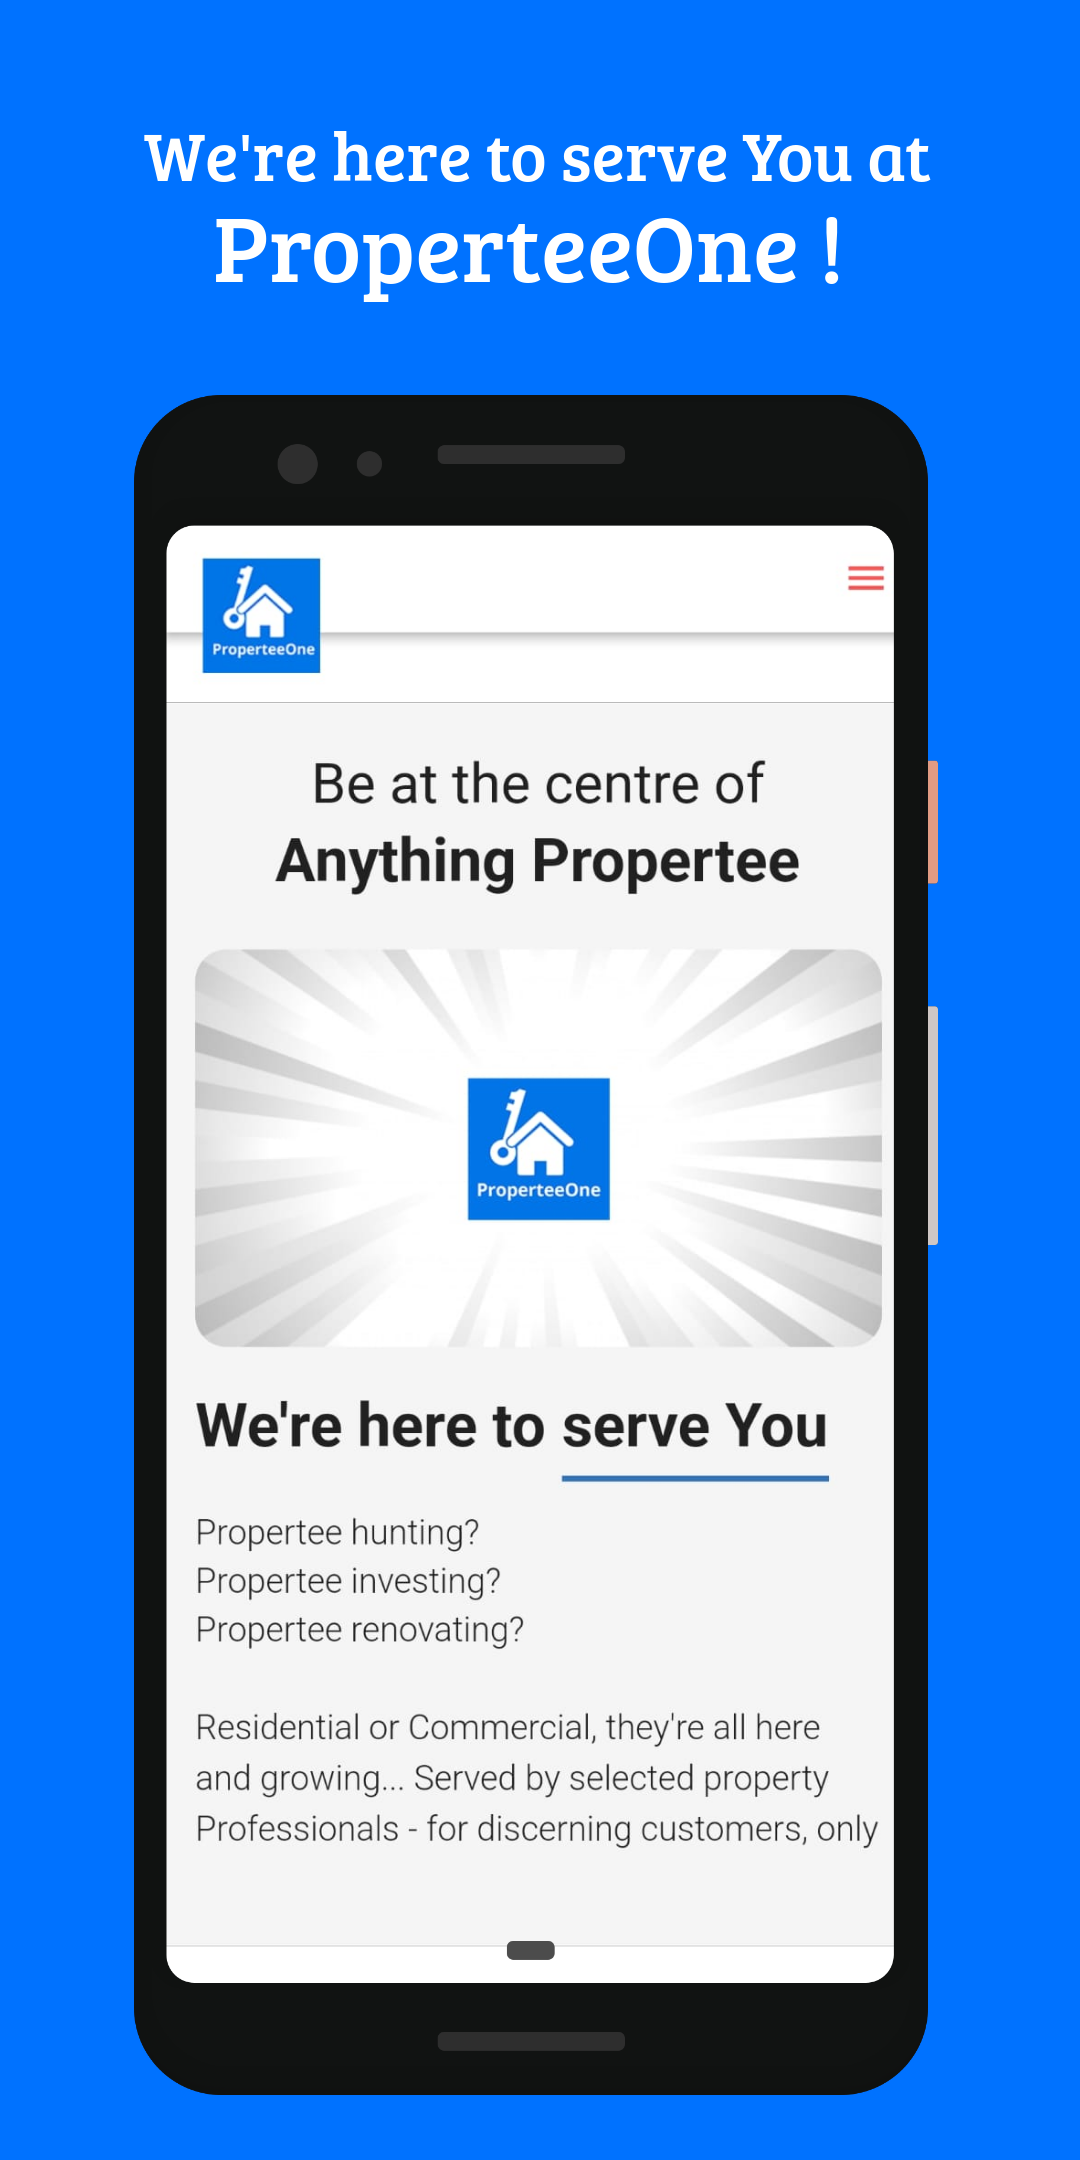 We're here to serve You at
ProperteeOne !
ProperteeOne
Be at the centre of
Anything Propertee
ProperteeOne
We're here to serve You
Propertee hunting?
Propertee investing?
Propertee renovating?
Residential or Commercial, they're all here
and growing... Served by selected property
Professionals - for discerning customers, only